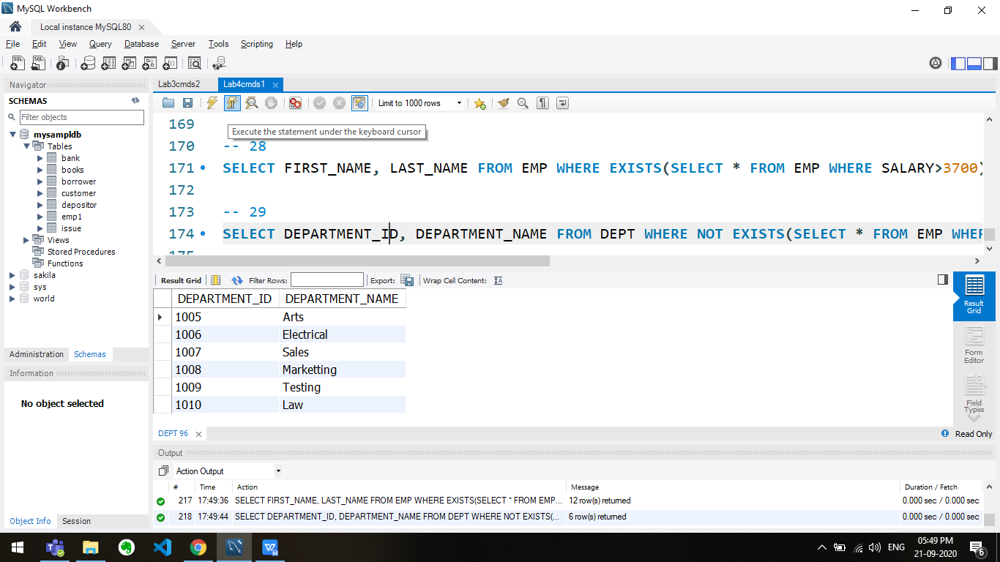 MySQL Workbench
Local instance MySQL80
File Edit View Query Database Server Tools Scripting Help
Navigator
SCHEMAS
Filter objects
mysampldb
Tables
bank
books
borrower
customer
depositor
emp1
issue
Views
Stored Procedures
Functions
sakila
sys
world
Administration Schemas
Information
No object selected
Object Info Session
Lab3cmds2 Lab4cmds1
Limit to 1000 rows
Execute the statement under the keyboard cursor
169
170 -- 28
171 SELECT FIRST_NAME, LAST_NAME FROM EMP WHERE EXISTS(SELECT * FROM EMP WHERE SALARY>3700)
172
173 -- 29
174 SELECT DEPARTMENT_ID, DEPARTMENT_NAME FROM DEPT WHERE NOT EXISTS(SELECT * FROM EMP WHER
175
Result Grid Filter Rows: Export: Wrap Cell Content:
DEPARTMENT_ID DEPARTMENT_NAME
1005 Arts
1006 Electrical
1007 Sales
1008 Marketting
1009 Testing
1010 Law
Result
Grid
Form
Editor
Field
Types
DEPT 96
Read Only
Output
Action Output
# Time Action Message Duration / Fetch
217 17:49:36 SELECT FIRST_NAME, LAST_NAME FROM EMP WHERE EXISTS(SELECT * FROM EMP... 12 row(s) returned 0.000 sec / 0.000 sec
218 17:49:44 SELECT DEPARTMENT_ID, DEPARTMENT_NAME FROM DEPT WHERE NOT EXISTS(... 6 row(s) returned 0.000 sec / 0.000 sec
ENG
05:49 PM
21-09-2020
6